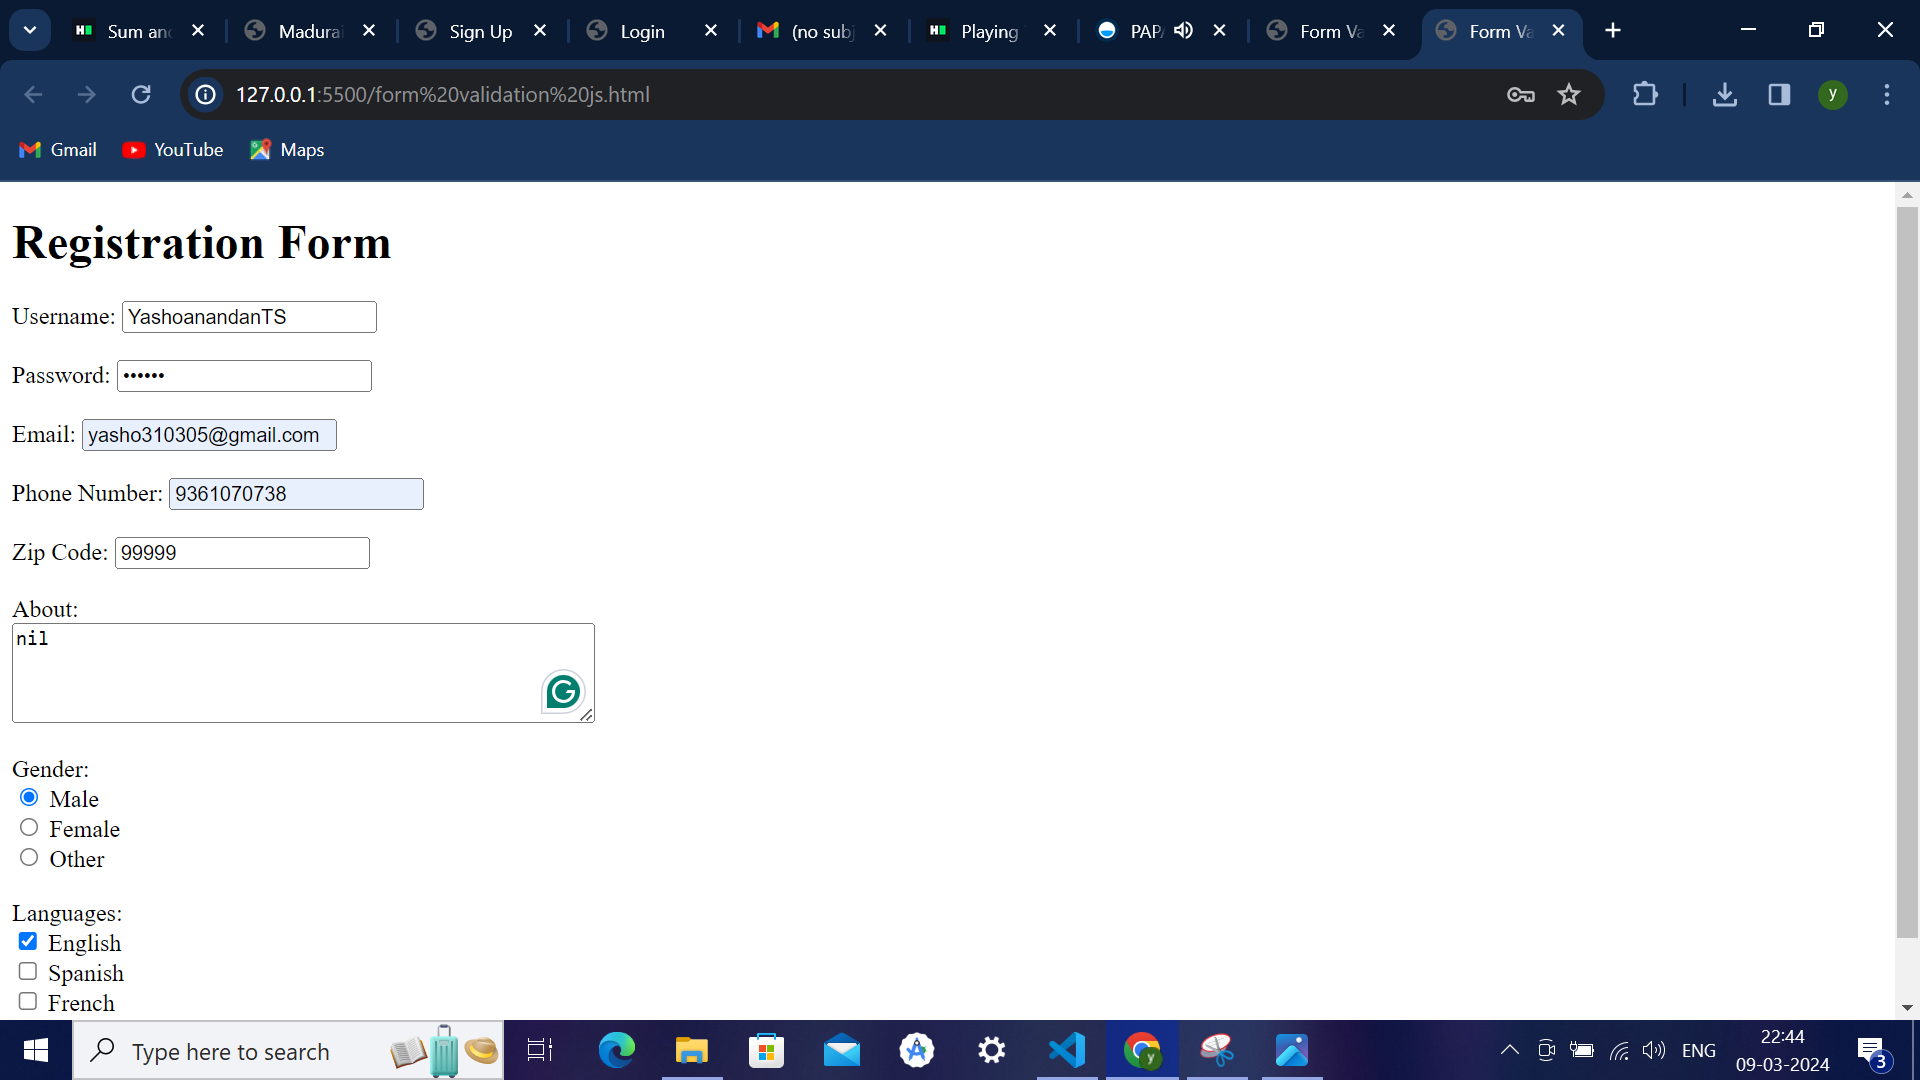 Sum an
Madurai
Sign Up
Login
(no subj
Playing
PAPA
Form Va
Form Va
127.0.0.1:5500/form%20validation%20js.html
y
Gmail
YouTube
Maps
Registration Form
Username: YashoanandanTS
Password: ••••••
Email: yasho310305@gmail.com
Phone Number: 9361070738
Zip Code: 99999
About:
nil
Gender:
Male
Female
Other
Languages:
English
Spanish
French
Type here to search
y
ENG
22:44
09-03-2024
3